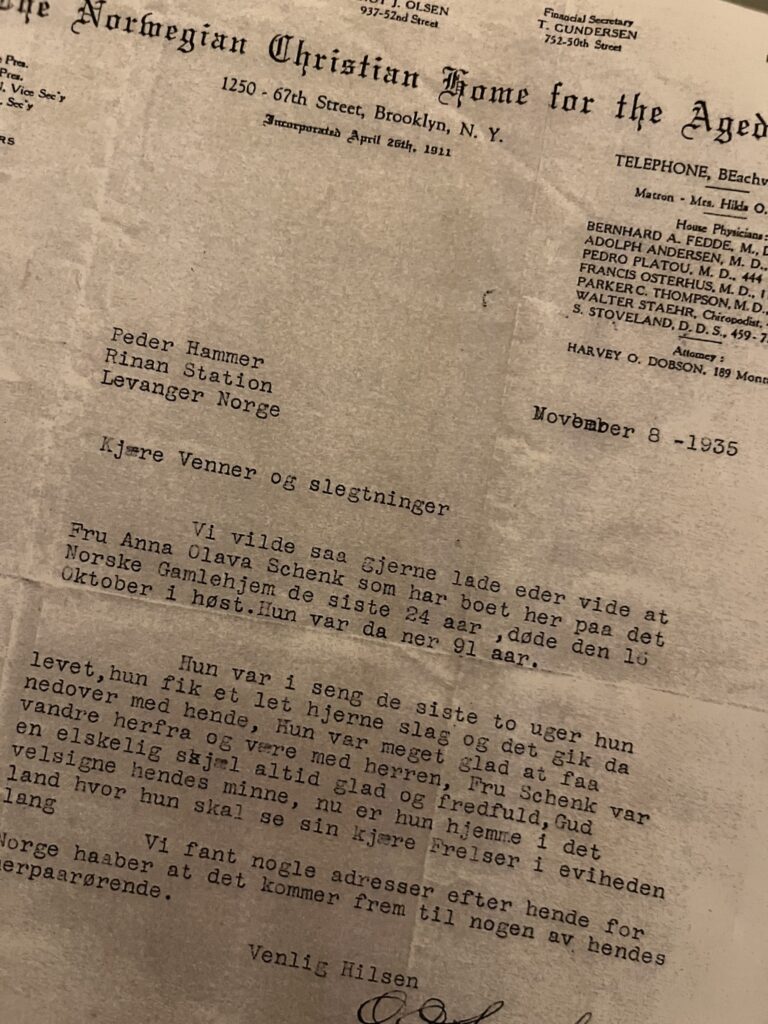 J. OLSEN
937-52nd Street
Financial Secretary
T. GUNDERSEN
752-50th Street
The Norwegian Christian Home for the Aged
1250 - 67th Street, Brooklyn, N. Y.
Incorporated April 26th, 1911
Pres.
Pres.
Vice Sec'y
Sec'y
TELEPHONE, BEachv
Matron - Mrs. Hilda O.
House Physicians:
BERNHARD A. FEDDE, M. D.
ADOLPH ANDERSEN, M. D.,
PEDRO PLATOU, M. D., 444
FRANCIS OSTERHUS, M. D., 1
PARKER C. THOMPSON, M. D.,
WALTER STAEHR, Chiropodist,
S. STOVELAND, D. D. S., 459-7
Attorney:
HARVEY O. DOBSON, 189 Mont
Peder Hammer
Rinan Station
Levanger Norge
November 8 -1935
Kjære Venner og slegtninger
Vi vilde saa gjerne lade eder vide at
Fru Anna Olava Schenk som har boet her paa det
Norske Gamlehjem de siste 24 aar ,døde den
Oktober i høst.Hun var da ner 91 aar.
Hun var i seng de siste to uger hun
levet,hun fik et let hjerne slag og det gik da
nedover med hende, Hun var meget glad at faa
vandre herfra og være med herren, Fru Schenk var
en elskelig skjæl altid glad og fredfuld,Gud
velsigne hendes minne, nu er hun hjemme i det
land hvor hun skal se sin kjære Frelser i eviheden
lang
Vi fant nogle adresser efter hende for
Norge haaber at det kommer frem til nogen av hendes
nerpaarørende.
Venlig Hilsen